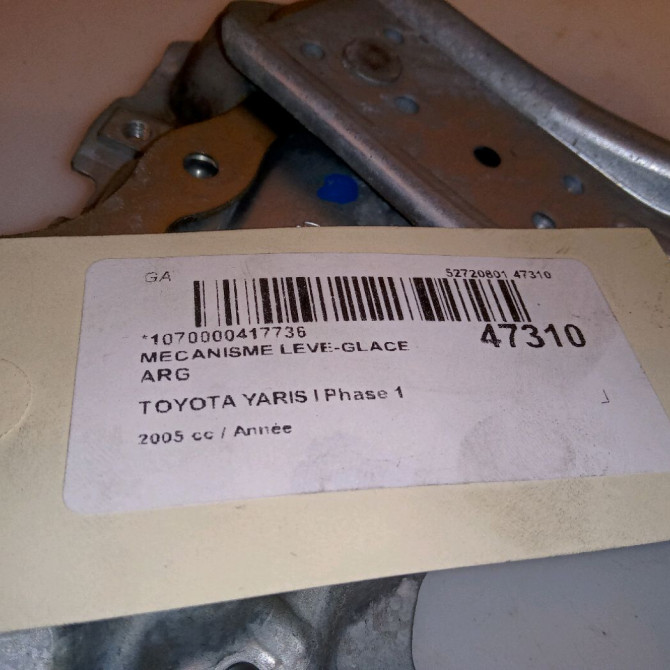 GA
52720801 47310
*1070000417736
47310
MECANISME LEVE-GLACE
ARG
TOYOTA YARIS I Phase 1
2005 cc / Année